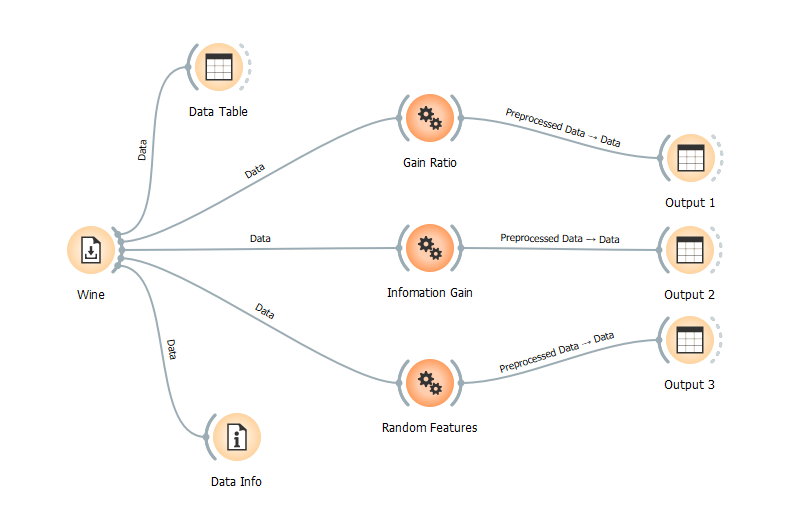 Data Table
Data
Gain Ratio
Data
Preprocessed Data → Data
Output 1
Wine
Data
Infomation Gain
Preprocessed Data → Data
Output 2
Data
Random Features
Preprocessed Data → Data
Output 3
Data
Data Info